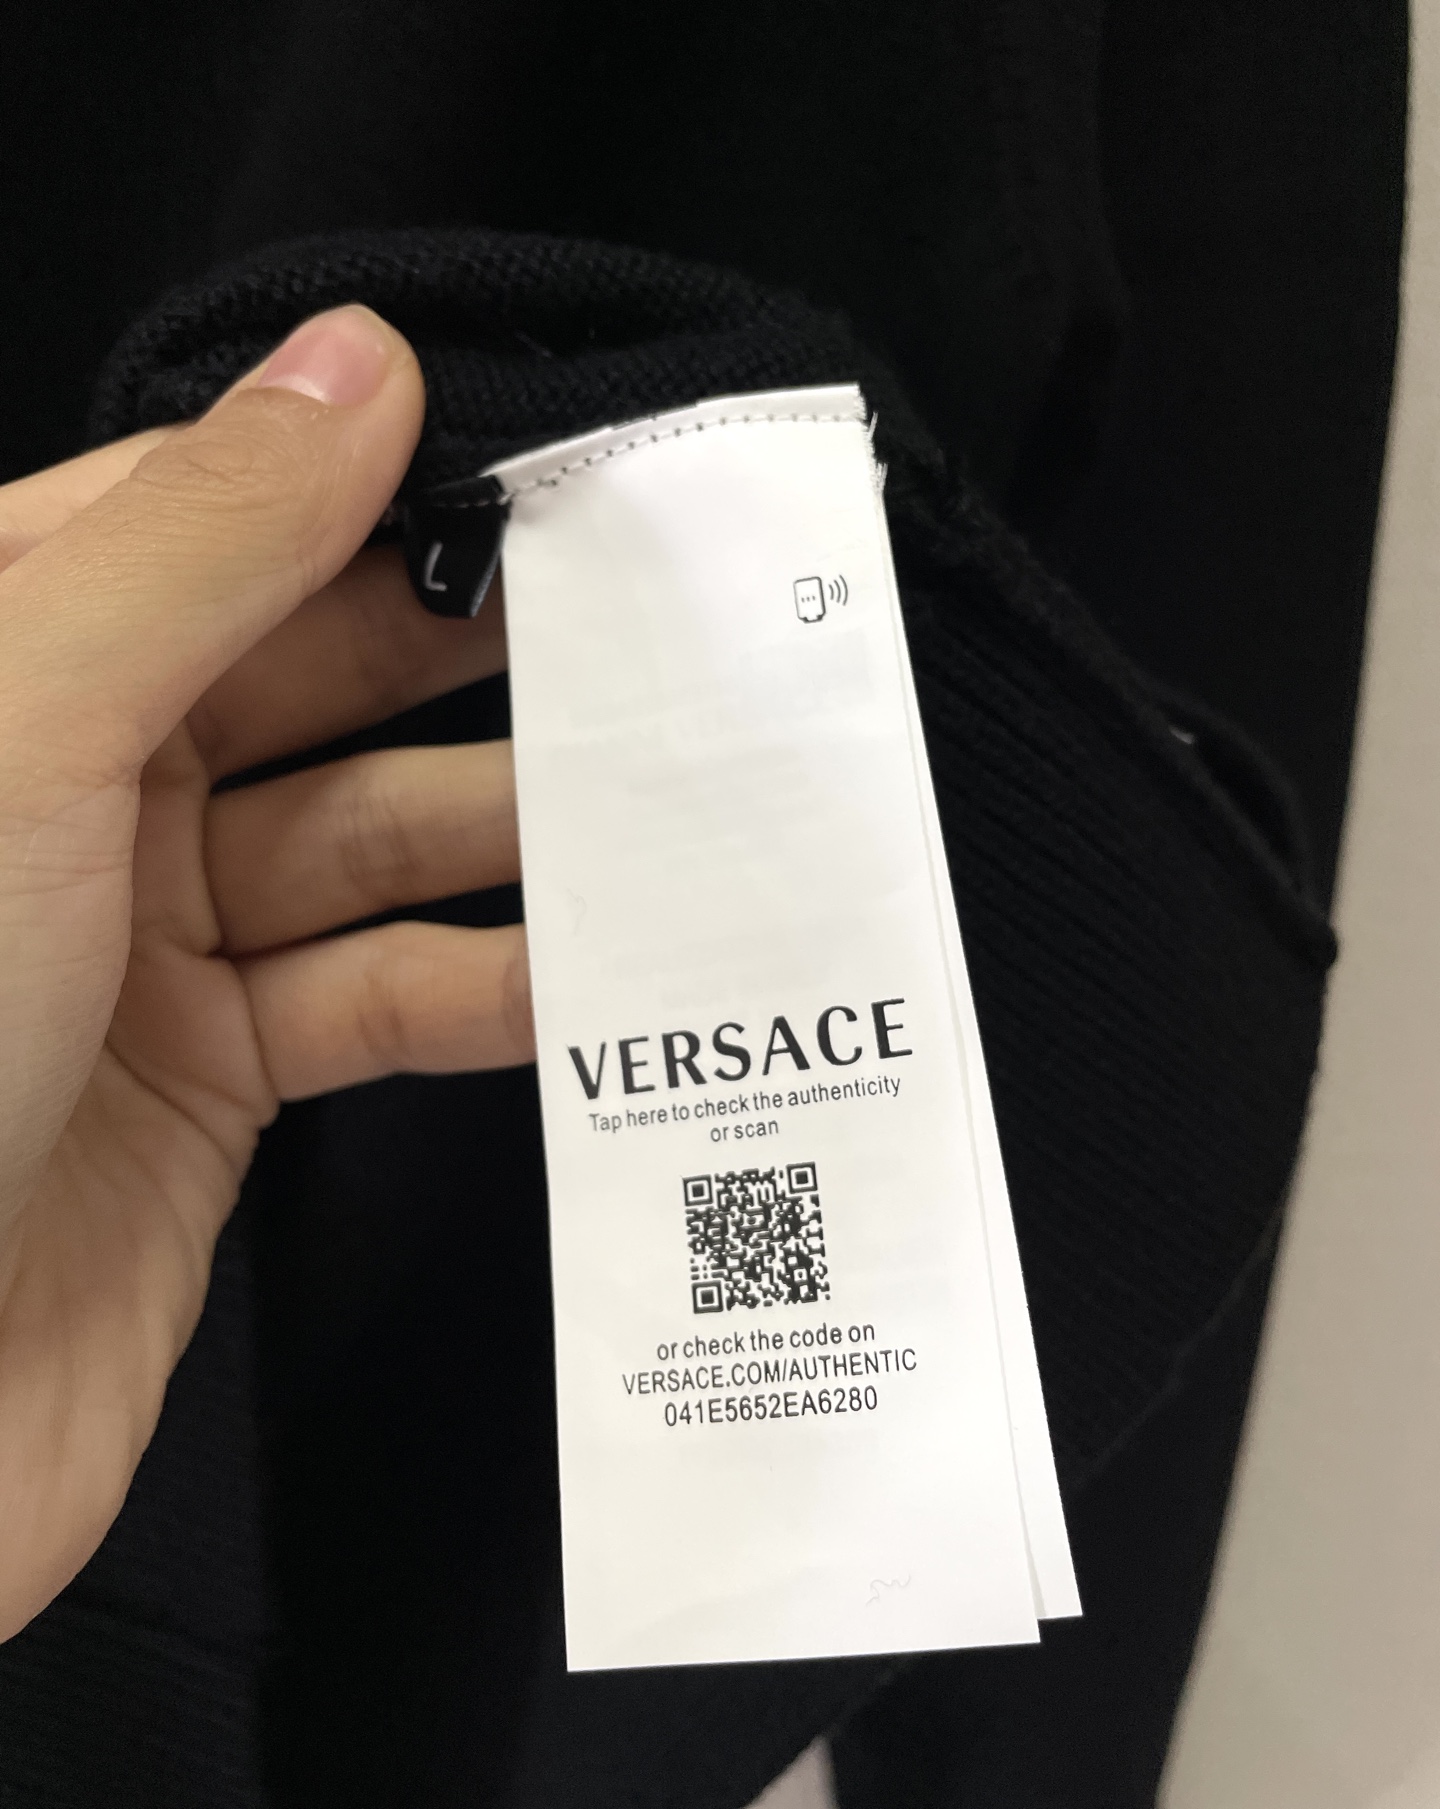 L
VERSACE
Tap here to check the authenticity
or scan
or check the code on
VERSACE.COM/AUTHENTIC
041E5652EA6280